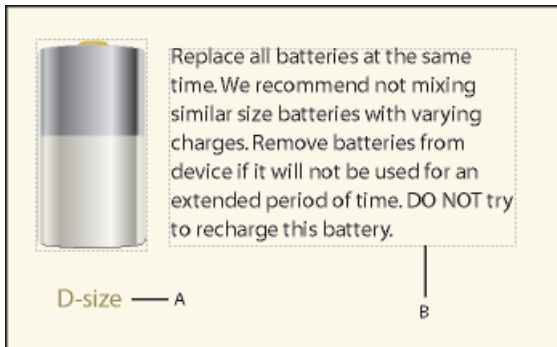 Replace all batteries at the same
time. We recommend not mixing
similar size batteries with varying
charges. Remove batteries from
device if it will not be used for an
extended period of time. DO NOT try
to recharge this battery.
D-size
A
B